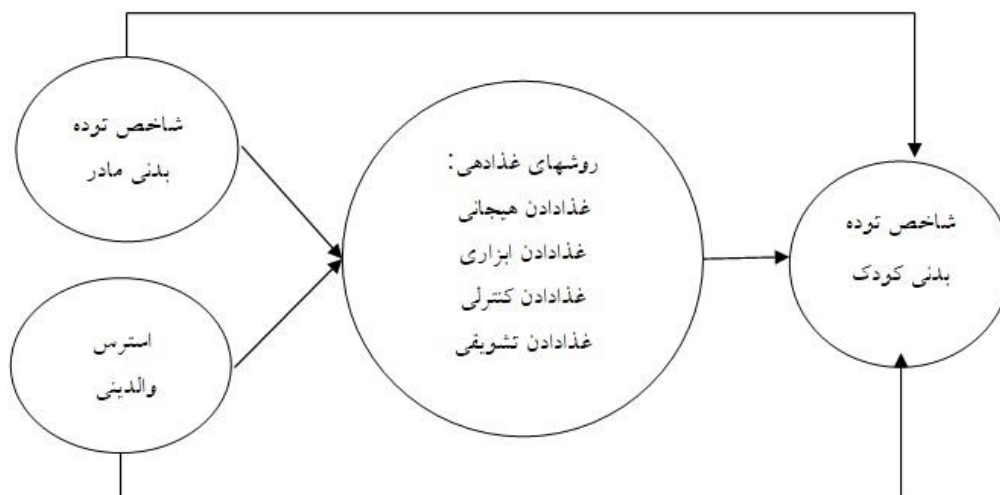 شاخص توده
بدنی مادر
استرس
والدینی
روشهای غذادهی:
غذادادن هیجانی
غذادادن ابزاری
غذادادن کنترلی
غذادادن تشویقی
شاخص توده
بدنی کودک